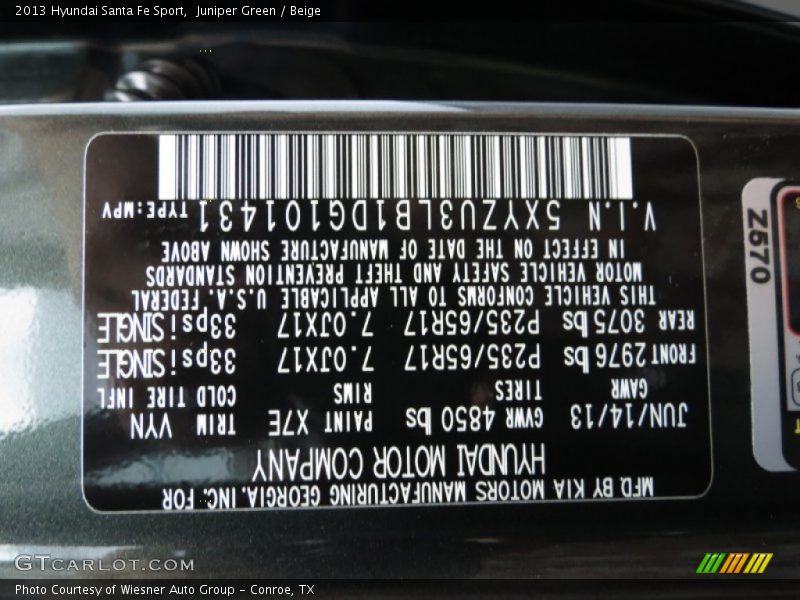 2013 Hyundai Santa Fe Sport,  Juniper Green / Beige
MFD. BY KIA MOTORS MANUFACTURING GEORGIA, INC. FOR
HYUNDAI MOTOR COMPANY
JUN/14/13 GVWR 4850 lbs PAINT X7E TRIM VYN
GAWR TIRES RIMS COLD TIRE INFL
FRONT 2976 lbs P235/65R17 7.0JX17 33psi SINGLE
REAR 3075 lbs P235/65R17 7.0JX17 33psi SINGLE
THIS VEHICLE CONFORMS TO ALL APPLICABLE U.S.A. FEDERAL
MOTOR VEHICLE SAFETY AND THEFT PREVENTION STANDARDS
IN EFFECT ON THE DATE OF MANUFACTURE SHOWN ABOVE
V.I.N 5XYZU3LB1DG101431 TYPE:MPV
Z570
GTCARLOT.COM
Photo Courtesy of Wiesner Auto Group - Conroe, TX